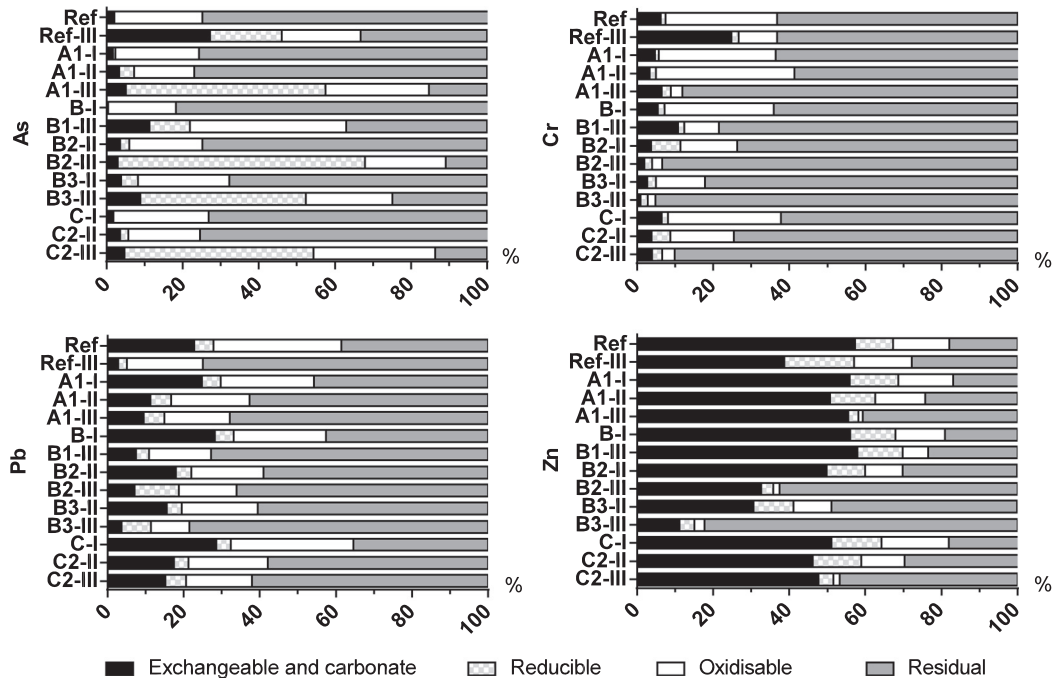 As
Ref
Ref-III
A1-I
A1-II
A1-III
B-I
B1-III
B2-II
B2-III
B3-II
B3-III
C-I
C2-II
C2-III
0 20 40 60 80 100 %
Cr
Ref
Ref-III
A1-I
A1-II
A1-III
B-I
B1-III
B2-II
B2-III
B3-II
B3-III
C-I
C2-II
C2-III
0 20 40 60 80 100 %
Pb
Ref
Ref-III
A1-I
A1-II
A1-III
B-I
B1-III
B2-II
B2-III
B3-II
B3-III
C-I
C2-II
C2-III
0 20 40 60 80 100 %
Zn
Ref
Ref-III
A1-I
A1-II
A1-III
B-I
B1-III
B2-II
B2-III
B3-II
B3-III
C-I
C2-II
C2-III
0 20 40 60 80 100 %
Exchangeable and carbonate Reducible Oxidisable Residual